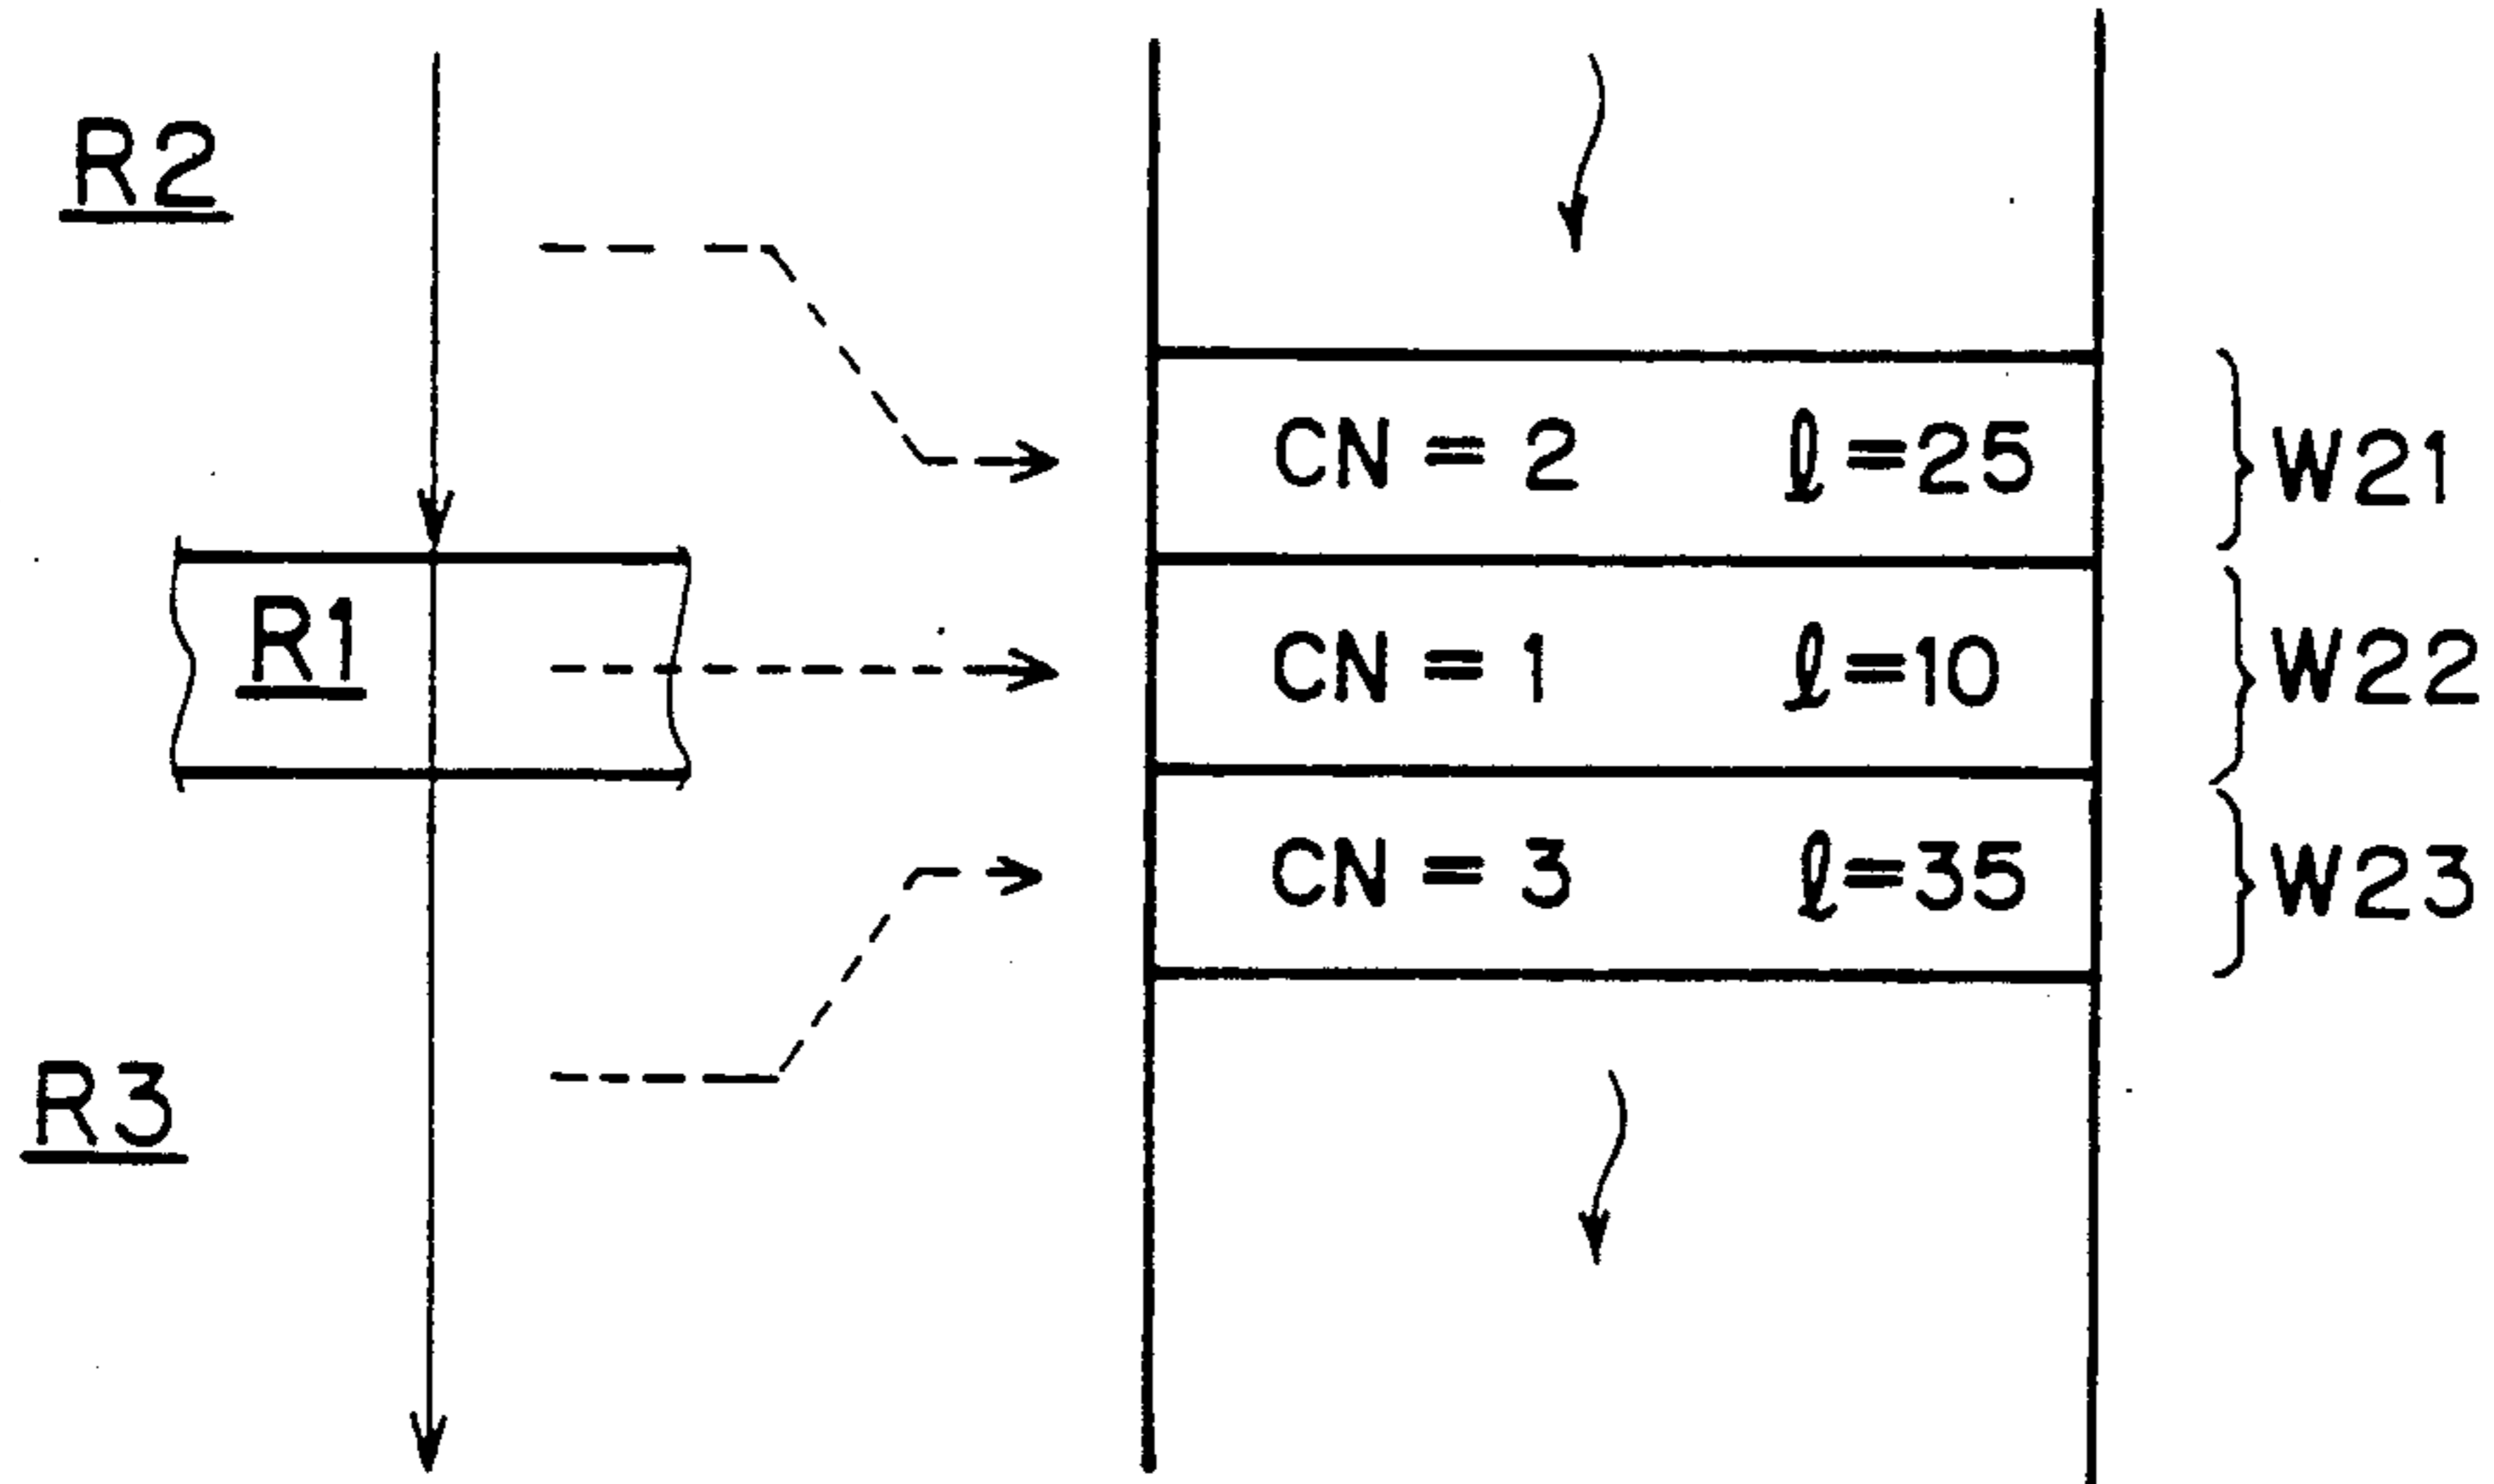 R2
CN = 2 ℓ=25 W21
R1
CN = 1 ℓ=10 W22
CN = 3 ℓ=35 W23
R3